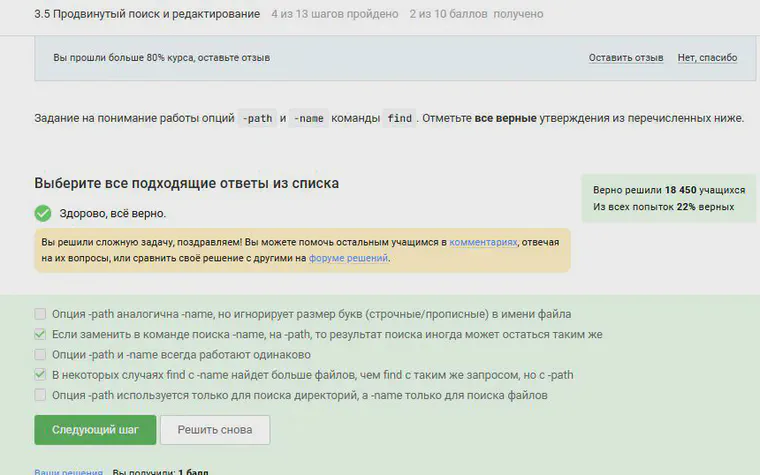 3.5 Продвинутый поиск и редактирование 4 из 13 шагов пройдено 2 из 10 баллов получено
Вы прошли больше 80% курса, оставьте отзыв Оставить отзыв Нет, спасибо
Задание на понимание работы опций -path и -name команды find. Отметьте все верные утверждения из перечисленных ниже.
Выберите все подходящие ответы из списка
Верно решили 18 450 учащихся
Из всех попыток 22% верных
Здорово, всё верно.
Вы решили сложную задачу, поздравляем! Вы можете помочь остальным учащимся в комментариях, отвечая
на их вопросы, или сравнить своё решение с другими на форуме решений.
Опция -path аналогична -name, но игнорирует размер букв (строчные/прописные) в имени файла
Если заменить в команде поиска -name, на -path, то результат поиска иногда может остаться таким же
Опции -path и -name всегда работают одинаково
В некоторых случаях find с -name найдет больше файлов, чем find с таким же запросом, но с -path
Опция -path используется только для поиска директорий, а -name только для поиска файлов
Следующий шаг Решить снова
Ваши решения Вы получили: 1 балл